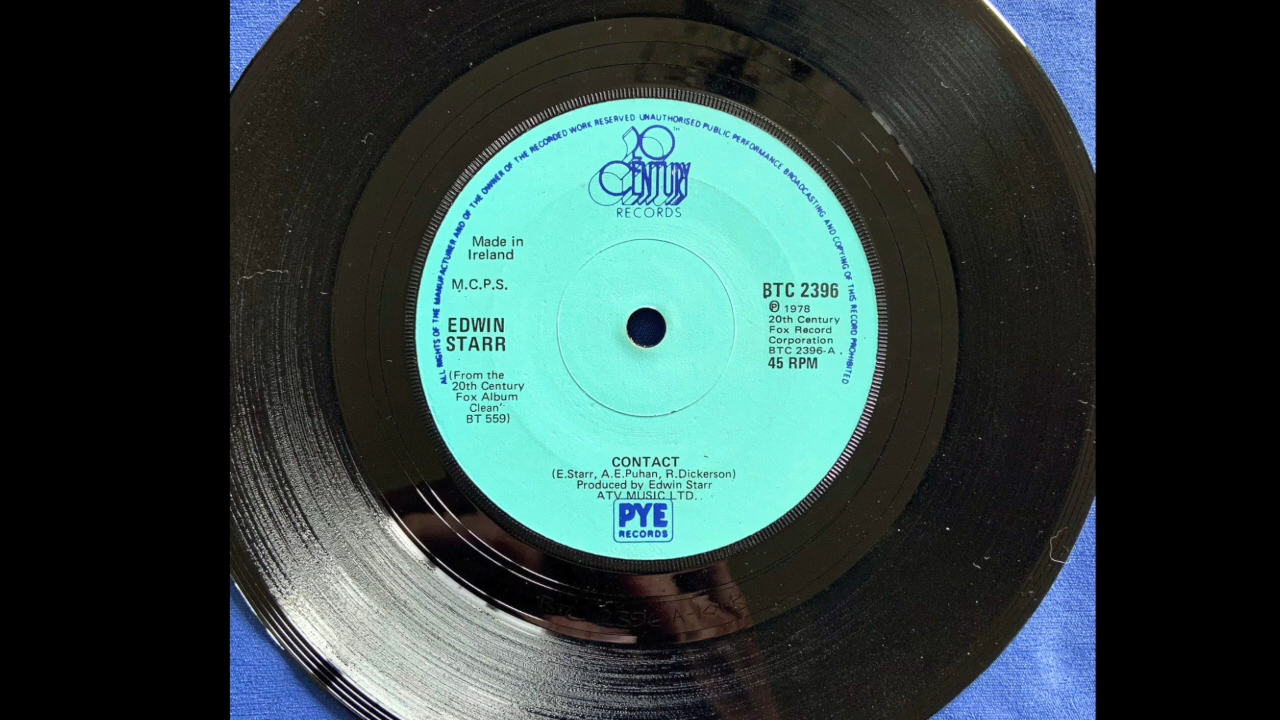 ALL RIGHTS OF THE MANUFACTURER AND OF THE OWNER OF THE RECORDED WORK RESERVED UNAUTHORISED PUBLIC PERFORMANCE BROADCASTING AND COPYING OF THIS RECORD PROHIBITED
20 CENTURY TM
RECORDS
Made in
Ireland
M.C.P.S.
EDWIN
STARR
(From the
20th Century
Fox Album
Clean"
BT 559)
BTC 2396
Ⓟ 1978
20th Century
Fox Record
Corporation
BTC 2396-A
45 RPM
CONTACT
(E.Starr, A.E.Puhan, R.Dickerson)
Produced by Edwin Starr
ATV MUSIC LTD.
PYE
RECORDS